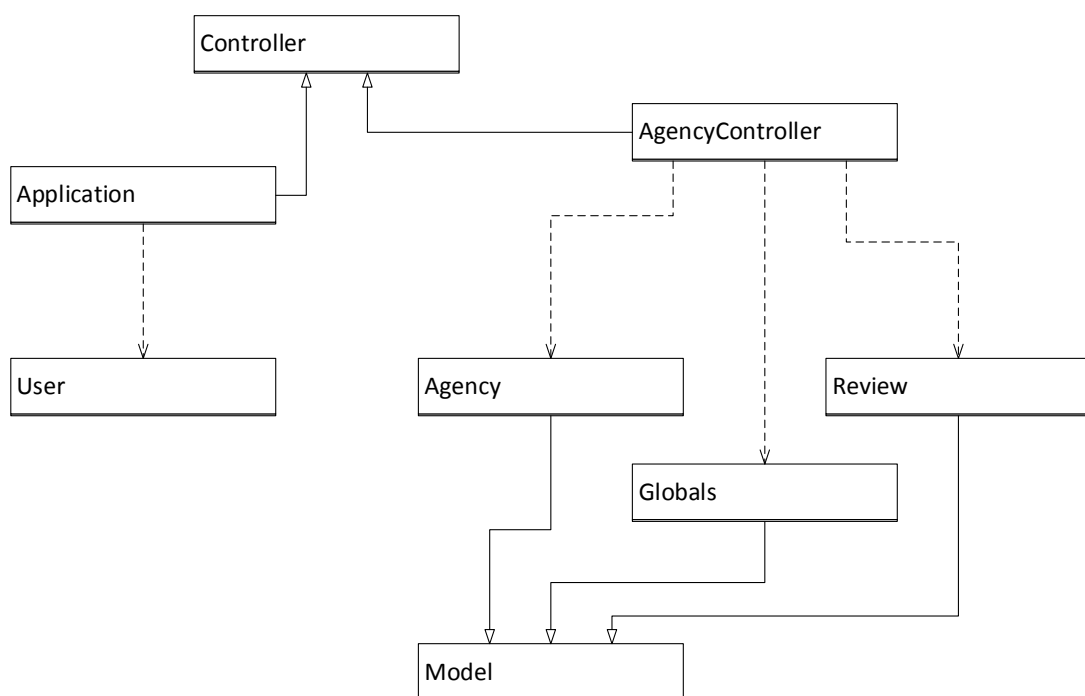 Controller
AgencyController
Application
User
Agency
Review
Globals
Model